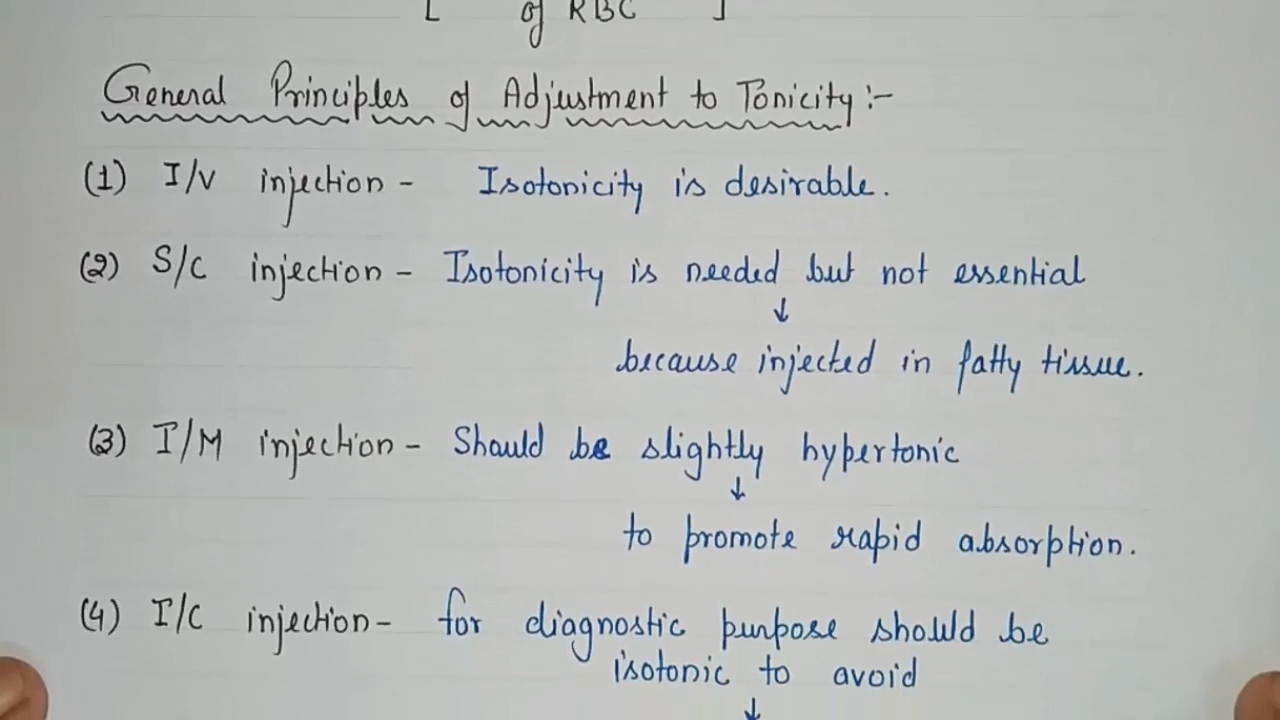 [ of RBC ]
General Principles of Adjustment to Tonicity :-
(1) I/V injection - Isotonicity is desirable.
(2) S/C injection - Isotonicity is needed but not essential
↓
because injected in fatty tissue.
(3) I/M injection - Should be slightly hypertonic
↓
to promote rapid absorption.
(4) I/C injection - for diagnostic purpose should be
isotonic to avoid
↓